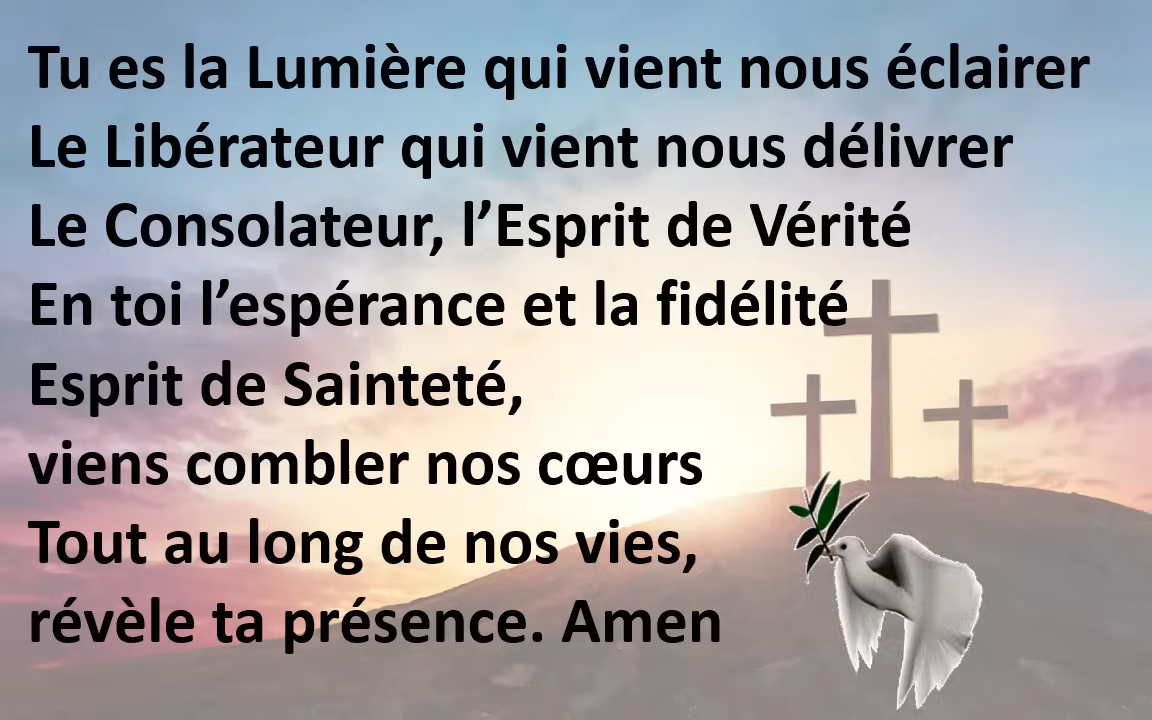 Tu es la Lumière qui vient nous éclairer
Le Libérateur qui vient nous délivrer
Le Consolateur, l’Esprit de Vérité
En toi l’espérance et la fidélité
Esprit de Sainteté,
viens combler nos cœurs
Tout au long de nos vies,
révèle ta présence. Amen